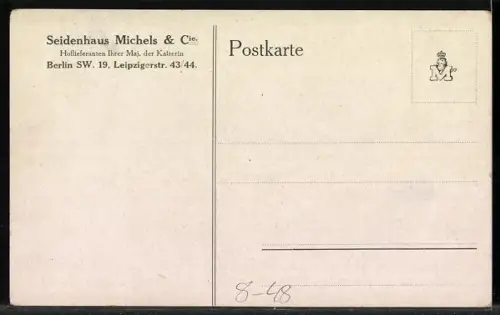 Seidenhaus Michels & Cie.
Hoflieferanten Ihrer Maj. der Kaiserin
Berlin SW. 19, Leipzigerstr. 43/44.
Postkarte
M
8-48